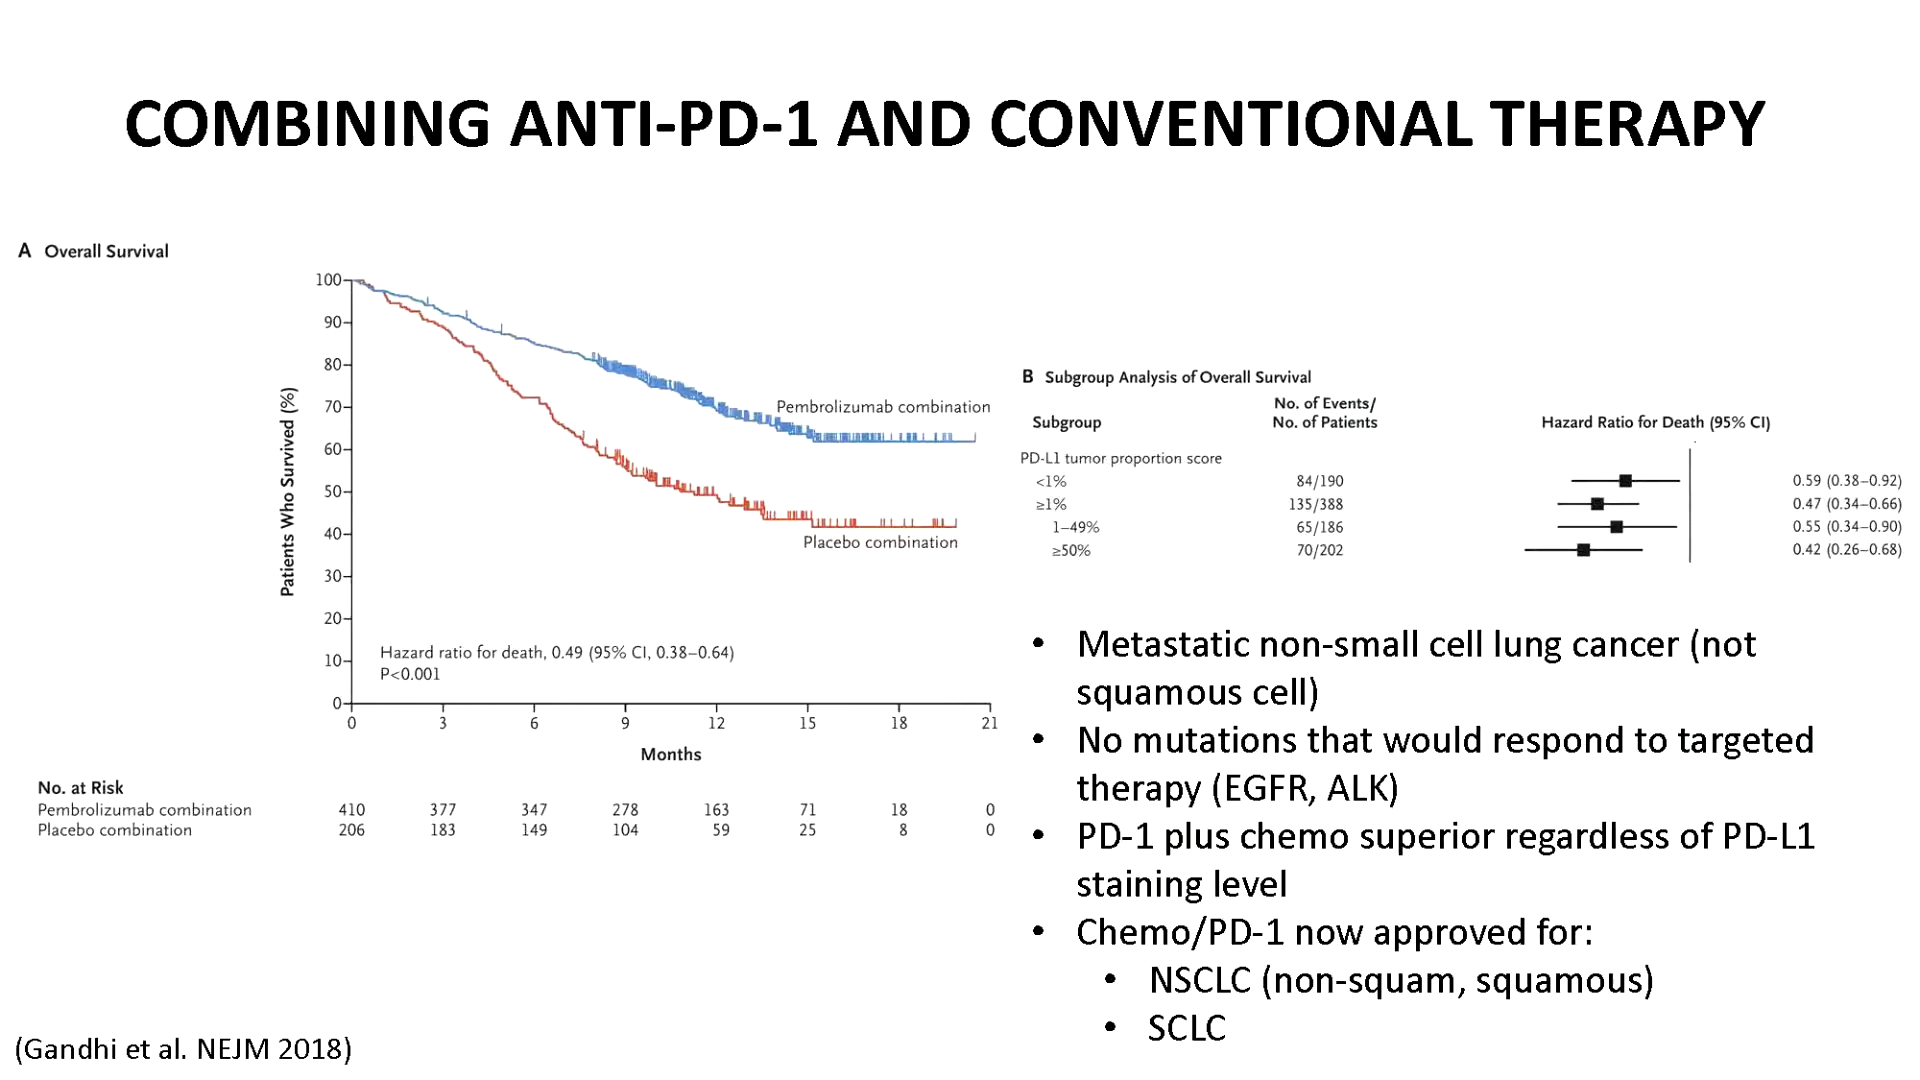 COMBINING ANTI-PD-1 AND CONVENTIONAL THERAPY
A Overall Survival
Patients Who Survived (%)
100
90
80
70
60
50
40
30
20
10
0
Pembrolizumab combination
Placebo combination
Hazard ratio for death, 0.49 (95% CI, 0.38–0.64)
P<0.001
0 3 6 9 12 15 18 21
Months
No. at Risk
Pembrolizumab combination 410 377 347 278 163 71 18 0
Placebo combination 206 183 149 104 59 25 8 0
B Subgroup Analysis of Overall Survival
No. of Events/
Subgroup No. of Patients Hazard Ratio for Death (95% CI)
PD-L1 tumor proportion score
<1% 84/190 0.59 (0.38–0.92)
≥1% 135/388 0.47 (0.34–0.66)
1–49% 65/186 0.55 (0.34–0.90)
≥50% 70/202 0.42 (0.26–0.68)
• Metastatic non-small cell lung cancer (not
squamous cell)
• No mutations that would respond to targeted
therapy (EGFR, ALK)
• PD-1 plus chemo superior regardless of PD-L1
staining level
• Chemo/PD-1 now approved for:
• NSCLC (non-squam, squamous)
• SCLC
(Gandhi et al. NEJM 2018)